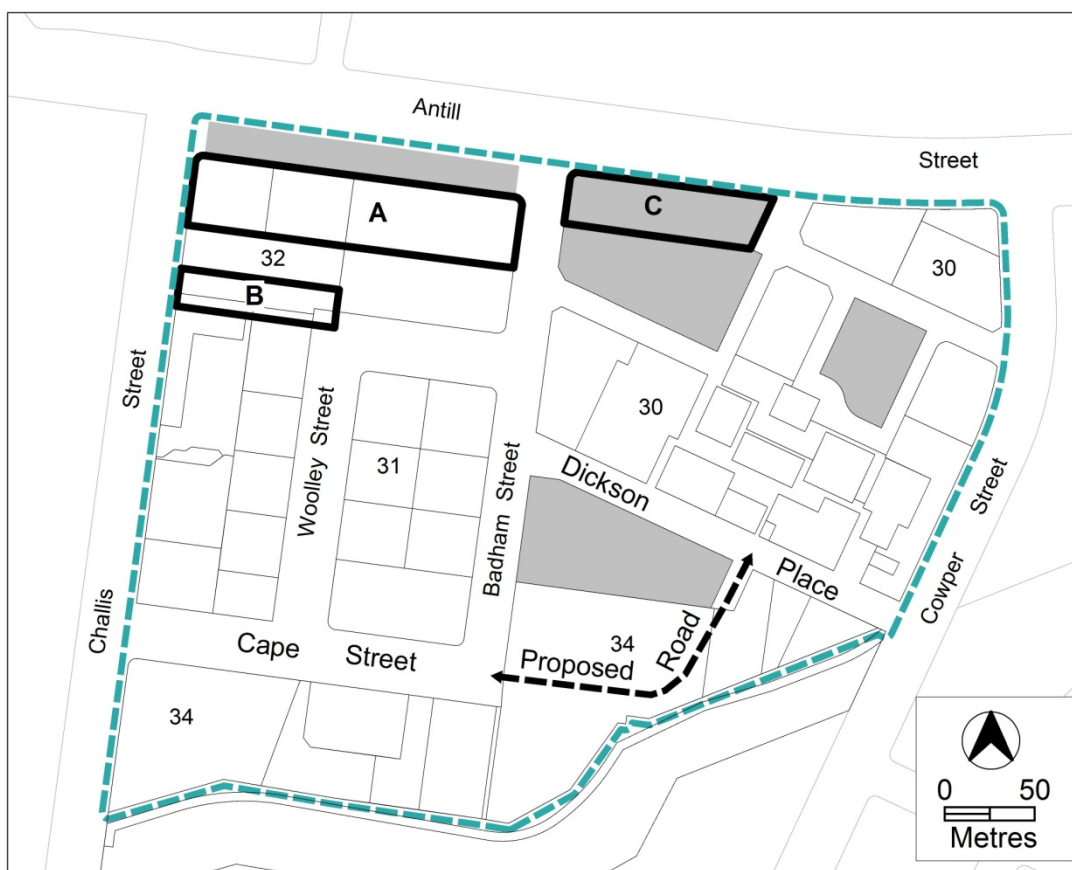 Antill
Street
A
C
32
30
B
Street
Woolley Street
31
30
Badham Street
Dickson
Place
Street
Cowper
Challis
Cape Street
34
Proposed
Road
34
0 50
Metres